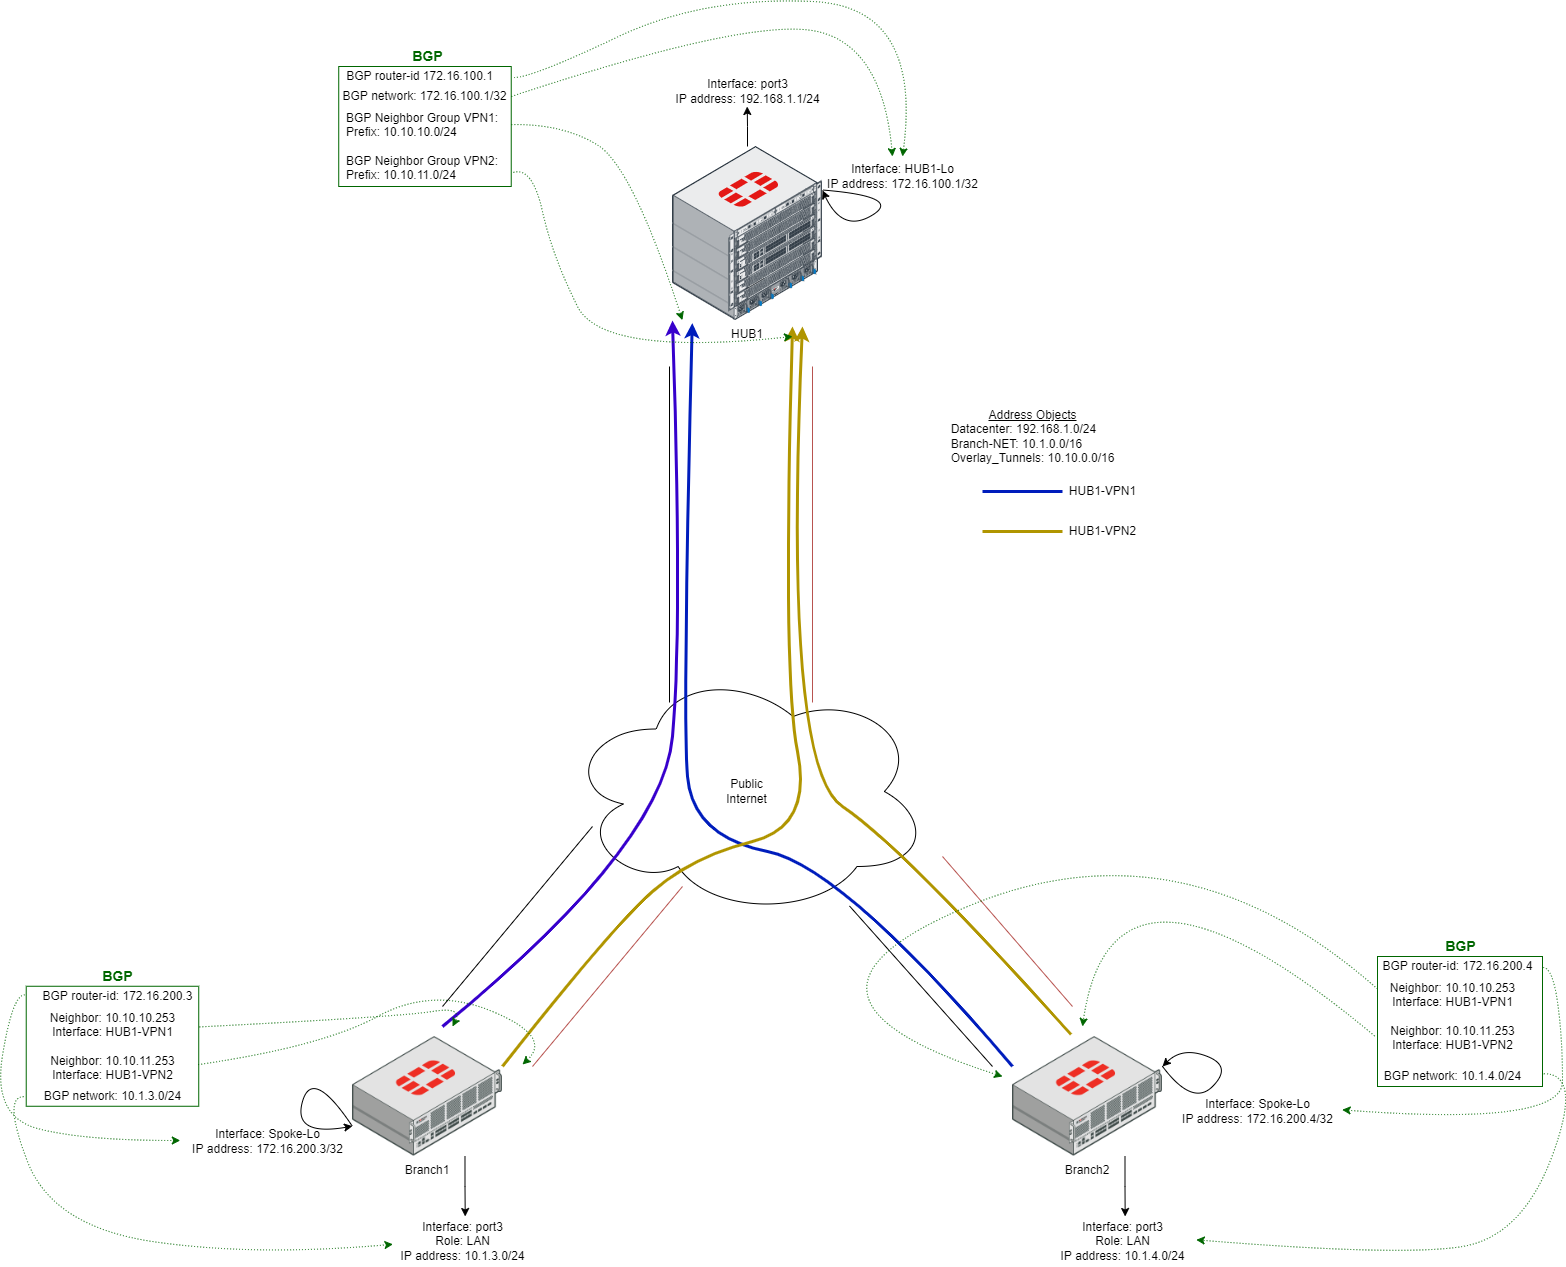 BGP
BGP router-id 172.16.100.1
BGP network: 172.16.100.1/32
BGP Neighbor Group VPN1:
Prefix: 10.10.10.0/24
BGP Neighbor Group VPN2:
Prefix: 10.10.11.0/24
Interface: port3
IP address: 192.168.1.1/24
Interface: HUB1-Lo
IP address: 172.16.100.1/32
HUB1
Address Objects
Datacenter: 192.168.1.0/24
Branch-NET: 10.1.0.0/16
Overlay_Tunnels: 10.10.0.0/16
HUB1-VPN1
HUB1-VPN2
Public
Internet
BGP
BGP router-id: 172.16.200.3
Neighbor: 10.10.10.253
Interface: HUB1-VPN1
Neighbor: 10.10.11.253
Interface: HUB1-VPN2
BGP network: 10.1.3.0/24
Interface: Spoke-Lo
IP address: 172.16.200.3/32
Branch1
Interface: port3
Role: LAN
IP address: 10.1.3.0/24
BGP
BGP router-id: 172.16.200.4
Neighbor: 10.10.10.253
Interface: HUB1-VPN1
Neighbor: 10.10.11.253
Interface: HUB1-VPN2
BGP network: 10.1.4.0/24
Interface: Spoke-Lo
IP address: 172.16.200.4/32
Branch2
Interface: port3
Role: LAN
IP address: 10.1.4.0/24